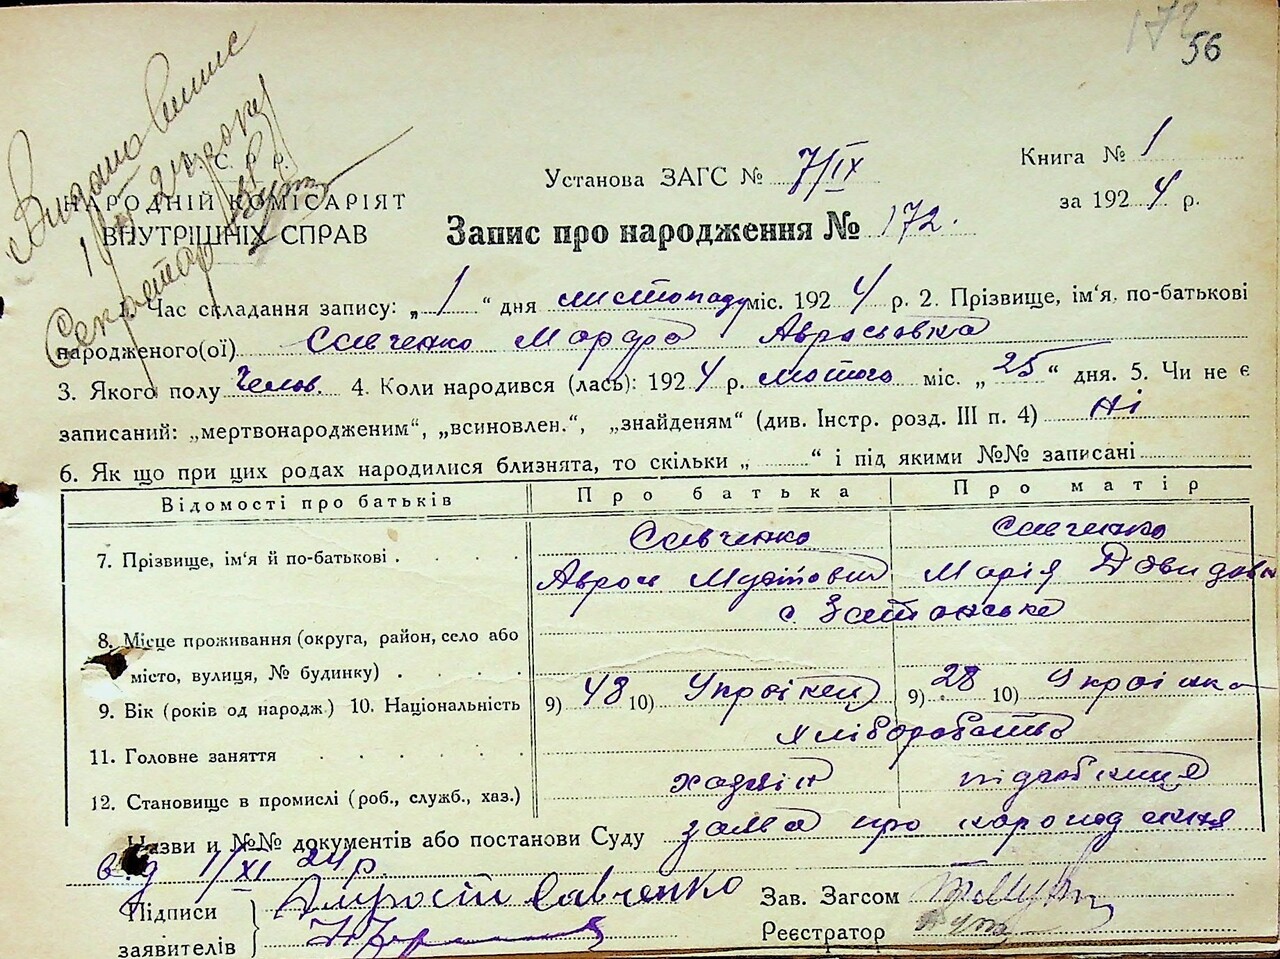 172
56
Видано Випис
Секретар
У. С. Р. Р.
НАРОДНІЙ КОМІСАРІЯТ
ВНУТРІШНІХ СПРАВ
Установа ЗАГС № 7/IX
Книга № 1
за 1924 р.
Запис про народження № 172.
1. Час складання запису: „1“ дня листопаду міс. 1924 р. 2. Прізвище, ім'я, по-батькові
народженого(ої) Савченко
3. Якого полу Челов. 4. Коли народився (лась): 1924 р. лютого міс. „25“ дня. 5. Чи не є
записаний: „мертвонародженим“, „всиновлен.“, „знайденям“ (див. Інстр. розд. III п. 4) Ні
6. Як що при цих родах народилися близнята, то скільки „ “ і під якими №№ записані
Відомості про батьків Про батька Про матір
7. Прізвище, ім'я й по-батькові . Савченко Савченко
Марія Давидовна
8. Місце проживання (округа, район, село або
місто, вулиця, № будинку) .
9. Вік (років од народж.) 10. Національність 9) 48 10) Українец 9) 28 10) Українка
11. Головне заняття хліборобство
12. Становище в промислі (роб., служб., хаз.) хазяїн
Назви и №№ документів або постанови Суду заява про народження
від 1/XI 24 р.
Підписи
заявителів
Савченко
Зав. Загсом
Реєстратор